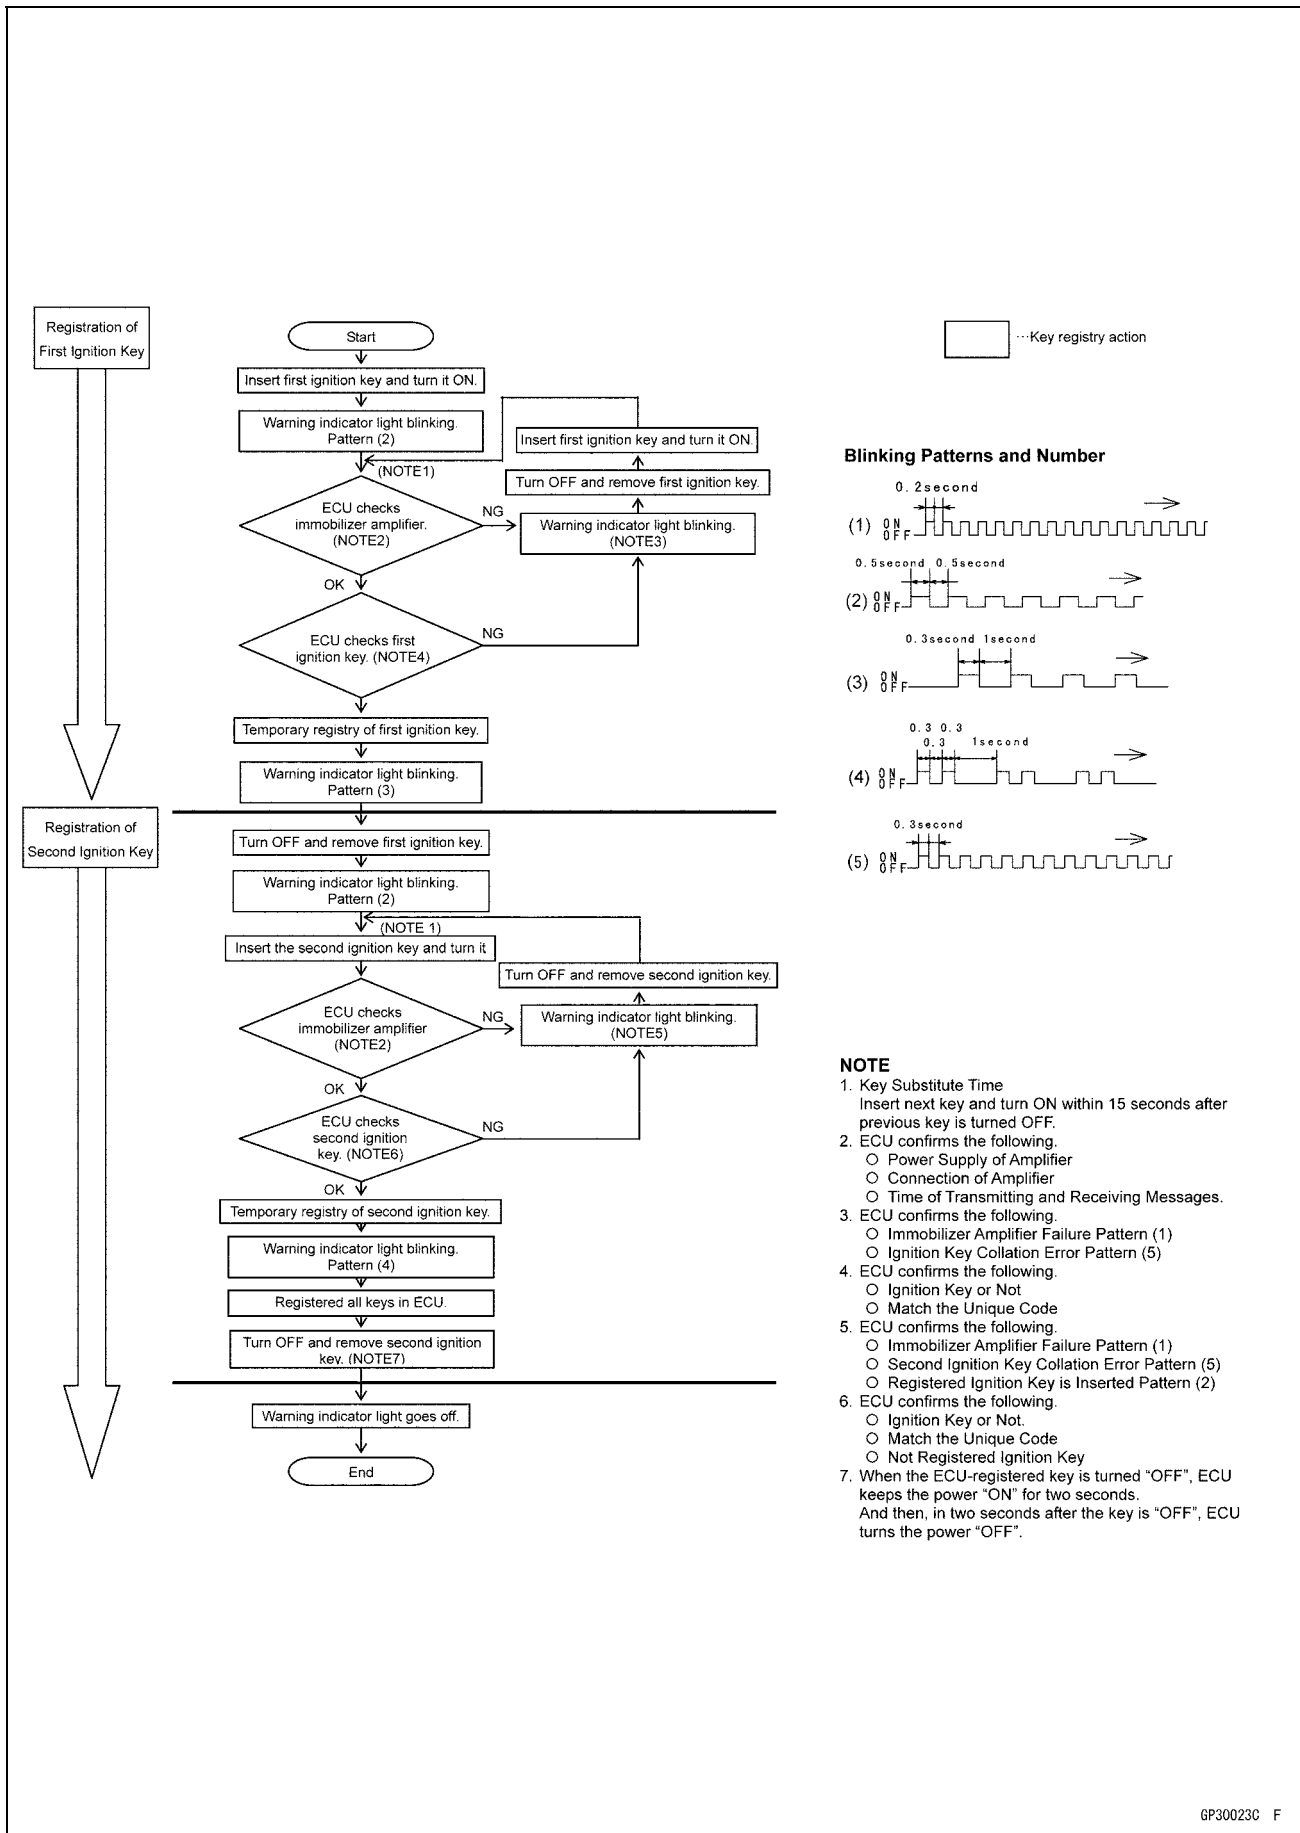 Registration of
First Ignition Key
Start
Insert first ignition key and turn it ON.
Warning indicator light blinking.
Pattern (2)
(NOTE1)
ECU checks
immobilizer amplifier.
(NOTE2)
NG
OK
Insert first ignition key and turn it ON.
Turn OFF and remove first ignition key.
Warning indicator light blinking.
(NOTE3)
ECU checks first
ignition key. (NOTE4)
NG
Temporary registry of first ignition key.
Warning indicator light blinking.
Pattern (3)
Registration of
Second Ignition Key
Turn OFF and remove first ignition key.
Warning indicator light blinking.
Pattern (2)
(NOTE 1)
Insert the second ignition key and turn it
ECU checks
immobilizer amplifier
(NOTE2)
NG
OK
Turn OFF and remove second ignition key.
Warning indicator light blinking.
(NOTE5)
ECU checks
second ignition
key. (NOTE6)
NG
OK
Temporary registry of second ignition key.
Warning indicator light blinking.
Pattern (4)
Registered all keys in ECU.
Turn OFF and remove second ignition
key. (NOTE7)
Warning indicator light goes off.
End
···Key registry action
Blinking Patterns and Number
0.2second
(1) ON
OFF
0.5second 0.5second
(2) ON
OFF
0.3second 1second
(3) ON
OFF
0.3 0.3
0.3 1second
(4) ON
OFF
0.3second
(5) ON
OFF
NOTE
1. Key Substitute Time
Insert next key and turn ON within 15 seconds after
previous key is turned OFF.
2. ECU confirms the following.
O Power Supply of Amplifier
O Connection of Amplifier
O Time of Transmitting and Receiving Messages.
3. ECU confirms the following.
O Immobilizer Amplifier Failure Pattern (1)
O Ignition Key Collation Error Pattern (5)
4. ECU confirms the following.
O Ignition Key or Not
O Match the Unique Code
5. ECU confirms the following.
O Immobilizer Amplifier Failure Pattern (1)
O Second Ignition Key Collation Error Pattern (5)
O Registered Ignition Key is Inserted Pattern (2)
6. ECU confirms the following.
O Ignition Key or Not.
O Match the Unique Code
O Not Registered Ignition Key
7. When the ECU-registered key is turned “OFF”, ECU
keeps the power “ON” for two seconds.
And then, in two seconds after the key is “OFF”, ECU
turns the power “OFF”.
GP30023C F